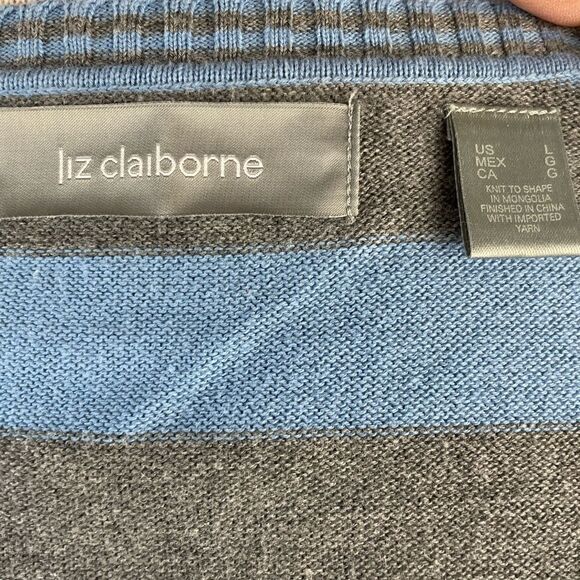 liz claiborne
US L
MEX G
CA G
KNIT TO SHAPE
IN MONGOLIA
FINISHED IN CHINA
WITH IMPORTED
YARN